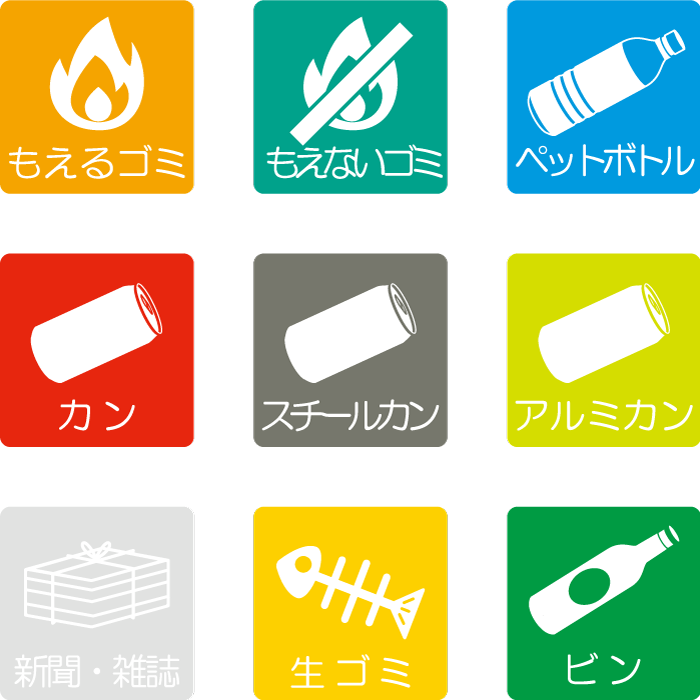 もえるゴミ
もえないゴミ
ペットボトル
カン
スチールカン
アルミカン
新聞・雑誌
生ゴミ
ビン